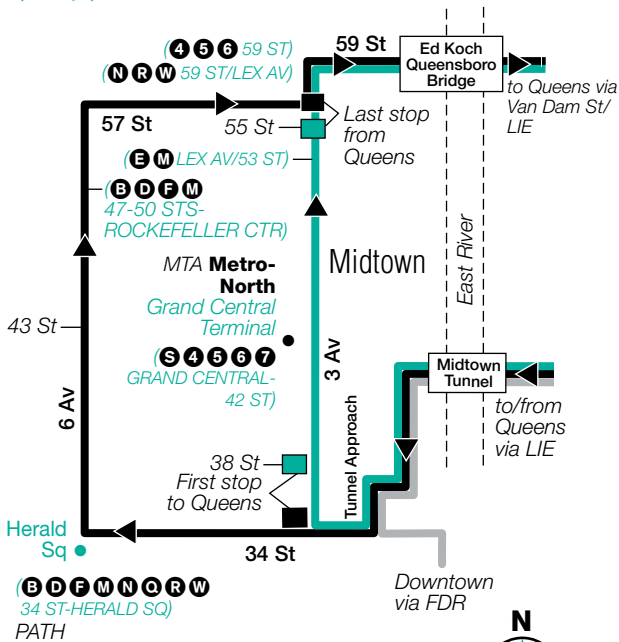 (4 5 6 59 ST)
(N R W 59 ST/LEX AV)
59 St
Ed Koch
Queensboro
Bridge
to Queens via
Van Dam St/
LIE
57 St
55 St
Last stop
from
Queens
(E M LEX AV/53 ST)
(B D F M
47-50 STS-
ROCKEFELLER CTR)
MTA Metro-
North
Grand Central
Terminal
Midtown
East River
43 St
(S 4 5 6 7
GRAND CENTRAL-
42 ST)
3 Av
6 Av
Midtown
Tunnel
to/from
Queens
via LIE
Tunnel Approach
38 St
First stop
to Queens
Herald
Sq
34 St
(B D F M N Q R W
34 ST-HERALD SQ)
PATH
Downtown
via FDR
N